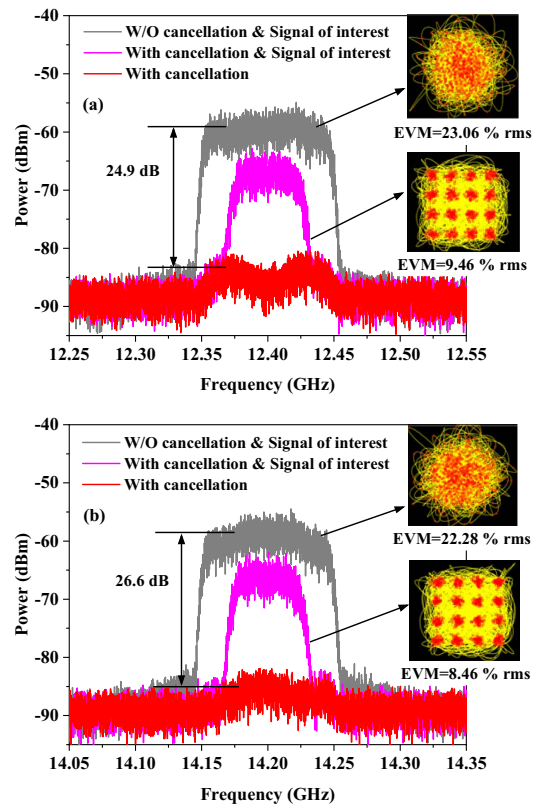 -40
W/O cancellation & Signal of interest
With cancellation & Signal of interest
With cancellation
-50
(a)
-60
EVM=23.06 % rms
24.9 dB
-70
Power (dBm)
-80
EVM=9.46 % rms
-90
12.25 12.30 12.35 12.40 12.45 12.50 12.55
Frequency (GHz)
-40
W/O cancellation & Signal of interest
With cancellation & Signal of interest
With cancellation
-50
(b)
EVM=22.28 % rms
-60
26.6 dB
-70
Power (dBm)
-80
EVM=8.46 % rms
-90
14.05 14.10 14.15 14.20 14.25 14.30 14.35
Frequency (GHz)